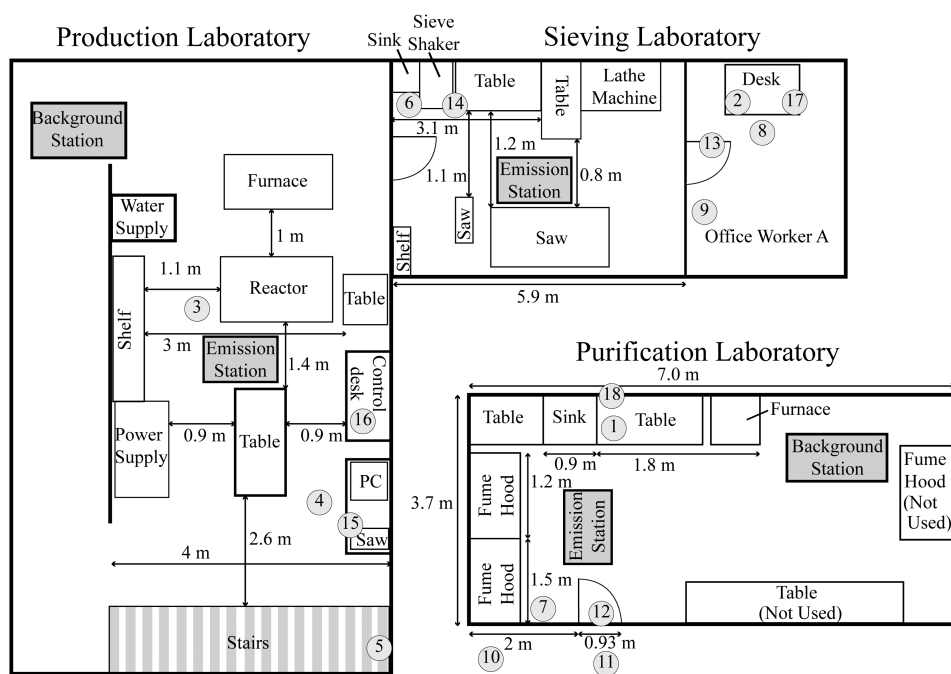 Production Laboratory
Sink
Sieve
Shaker
Sieving Laboratory
Background
Station
Furnace
1 m
Water
Supply
1.1 m
Reactor
Shelf
3
3 m
Table
Emission
Station
1.4 m
Control
desk
16
Power
Supply
0.9 m
Table
0.9 m
PC
4
15
Saw
2.6 m
4 m
Stairs
5
6
14
Table
Table
Lathe
Machine
3.1 m
1.2 m
1.1 m
Emission
Station
0.8 m
Saw
Saw
Shelf
5.9 m
Desk
2
17
8
13
9
Office Worker A
Purification Laboratory
7.0 m
18
Table
Sink
1
Table
Furnace
0.9 m
1.8 m
Background
Station
Fume
Hood
(Not
Used)
3.7 m
Fume
Hood
1.2 m
Emission
Station
Fume
Hood
1.5 m
7
12
Table
(Not Used)
2 m
0.93 m
10
11